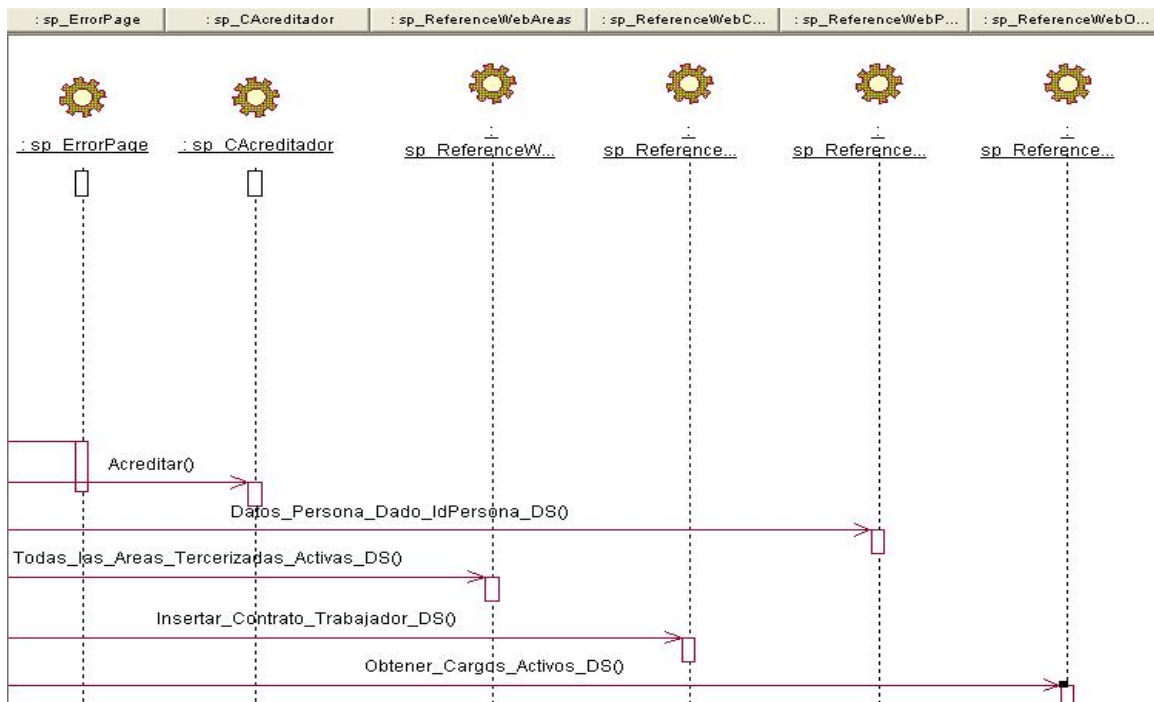 : sp_ErrorPage
: sp_CAcreditador
: sp_ReferenceWebAreas
: sp_ReferenceWebC...
: sp_ReferenceWebP...
: sp_ReferenceWebO...
: sp_ErrorPage
: sp_CAcreditador
:
sp_ReferenceW...
:
sp_Reference...
:
sp_Reference...
:
sp_Reference...
Acreditar()
Datos_Persona_Dado_IdPersona_DS()
Todas_las_Areas_Tercerizadas_Activas_DS()
Insertar_Contrato_Trabajador_DS()
Obtener_Cargos_Activos_DS()